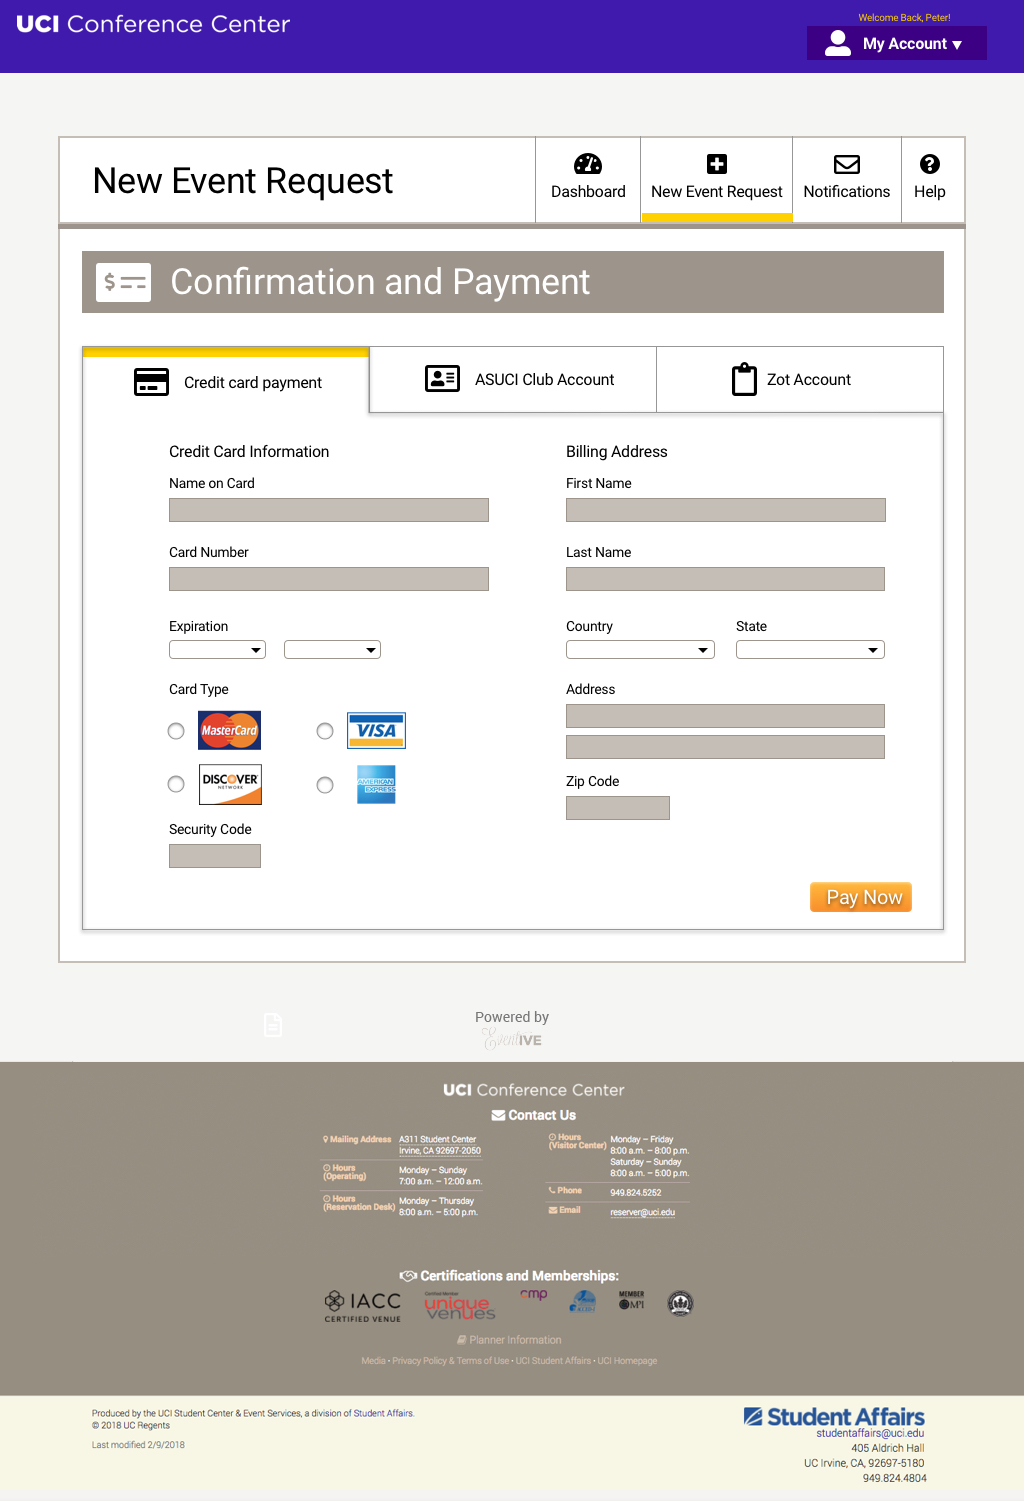 UCI Conference Center
Welcome Back, Peter!
My Account
New Event Request
Dashboard
New Event Request
Notifications
Help
Confirmation and Payment
Credit card payment
ASUCI Club Account
Zot Account
Credit Card Information
Name on Card
Card Number
Expiration
Card Type
MasterCard
VISA
DISCOVER
NETWORK
AMERICAN
EXPRESS
Security Code
Billing Address
First Name
Last Name
Country
State
Address
Zip Code
Pay Now
Powered by
EventIVE
UCI Conference Center
Contact Us
Mailing Address
A311 Student Center
Irvine, CA 92697-2050
Hours
(Operating)
Monday – Sunday
7:00 a.m. – 12:00 a.m.
Hours
(Reservation Desk)
Monday – Thursday
8:00 a.m. – 5:00 p.m.
Hours
(Visitor Center)
Monday – Friday
8:00 a.m. – 8:00 p.m.
Saturday – Sunday
8:00 a.m. – 5:00 p.m.
Phone
949.824.5252
Email
reserver@uci.edu
Certifications and Memberships:
IACC
CERTIFIED VENUE
Certified Member
unique
venues
cmp
MEMBER
MPI
Planner Information
Media • Privacy Policy & Terms of Use • UCI Student Affairs • UCI Homepage
Produced by the UCI Student Center & Event Services, a division of Student Affairs.
© 2018 UC Regents
Last modified 2/9/2018
Student Affairs
studentaffairs@uci.edu
405 Aldrich Hall
UC Irvine, CA, 92697-5180
949.824.4804